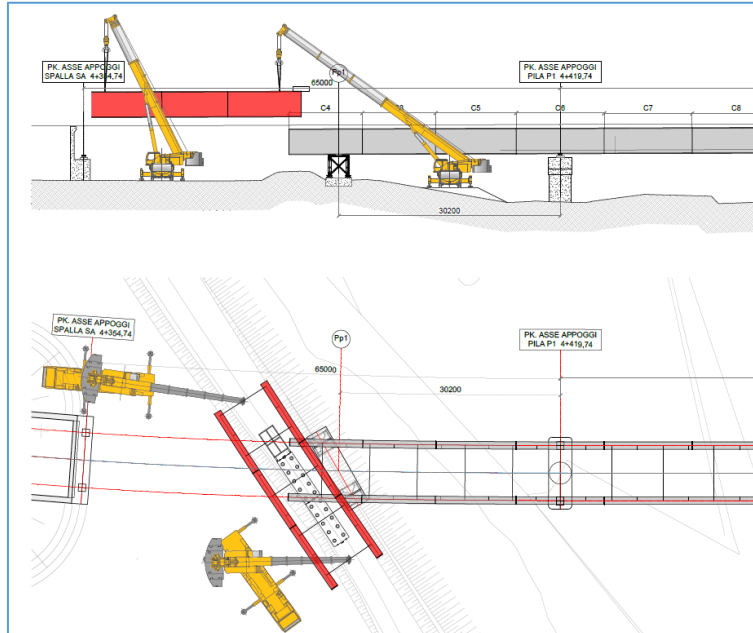 PK. ASSE APPOGGI
SPALLA SA 4+354,74
65000
Pp1
PK. ASSE APPOGGI
PILA P1 4+419,74
C4
C5
C6
C7
C8
30200
PK. ASSE APPOGGI
SPALLA SA 4+354,74
65000
Pp1
PK. ASSE APPOGGI
PILA P1 4+419,74
30200